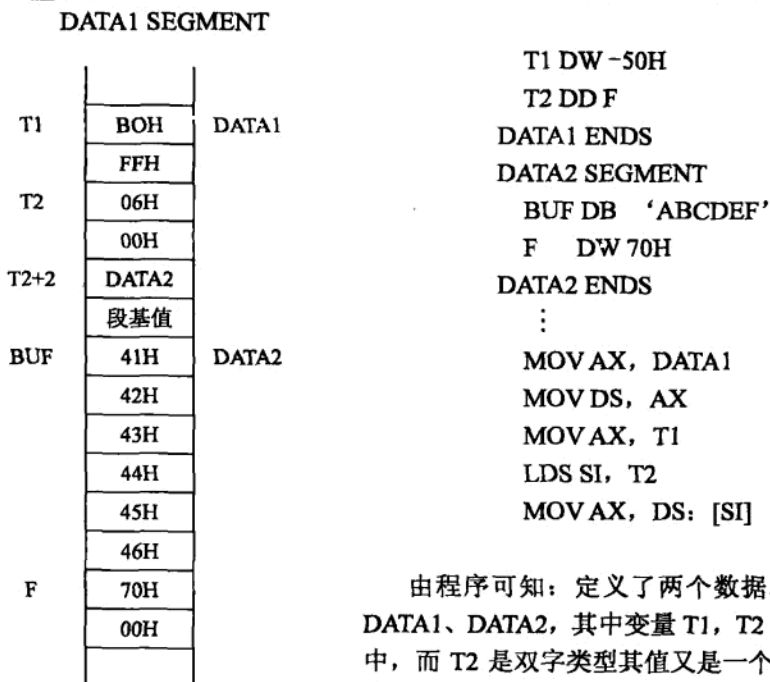 DATA1 SEGMENT
T1 BOH DATA1
FFH
T2 06H
00H
T2+2 DATA2
段基值
BUF 41H DATA2
42H
43H
44H
45H
46H
F 70H
00H
T1 DW -50H
T2 DD F
DATA1 ENDS
DATA2 SEGMENT
BUF DB ‘ABCDEF’
F DW 70H
DATA2 ENDS
⋮
MOV AX, DATA1
MOV DS, AX
MOV AX, T1
LDS SI, T2
MOV AX, DS: [SI]
由程序可知：定义了两个数据
DATA1、DATA2，其中变量 T1，T2
中，而 T2 是双字类型其值又是一个